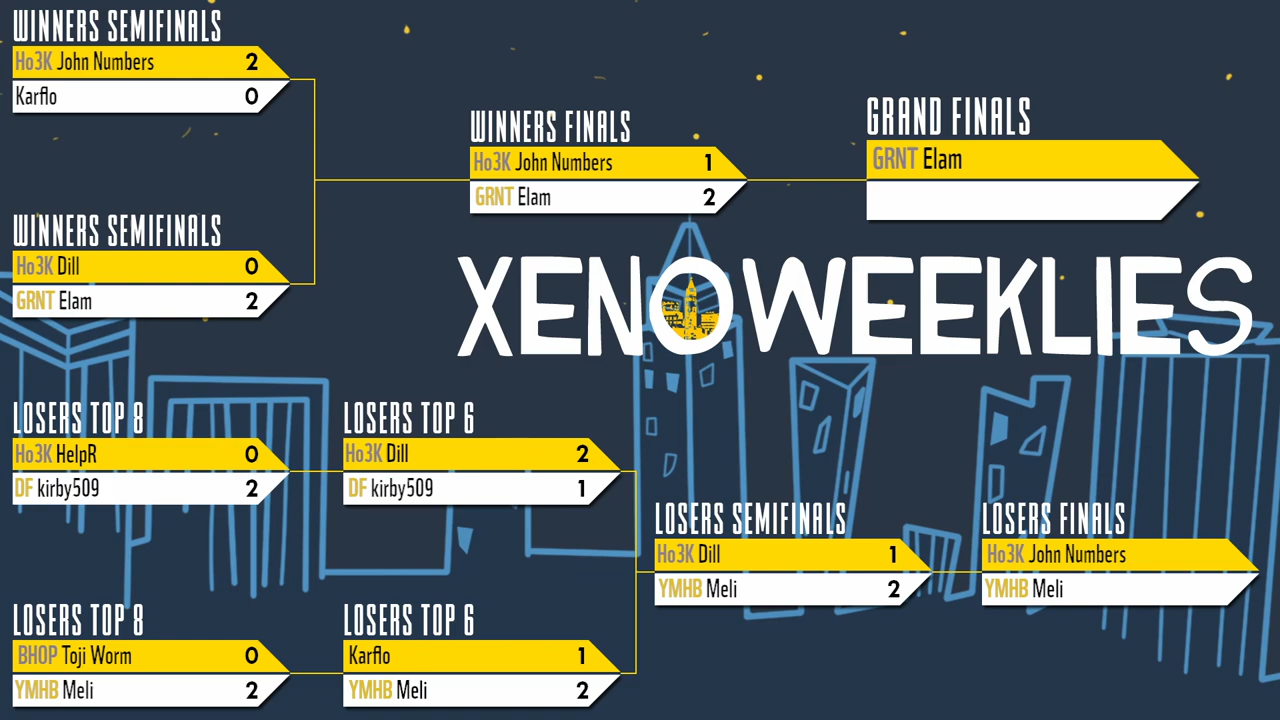 WINNERS SEMIFINALS
Ho3K John Numbers 2
Karflo 0
WINNERS SEMIFINALS
Ho3K Dill 0
GRNT Elam 2
WINNERS FINALS
Ho3K John Numbers 1
GRNT Elam 2
GRAND FINALS
GRNT Elam
XENOWEEKLIES
LOSERS TOP 8
Ho3K HelpR 0
DF kirby509 2
LOSERS TOP 8
BHOP Toji Worm 0
YMHB Meli 2
LOSERS TOP 6
Ho3K Dill 2
DF kirby509 1
LOSERS TOP 6
Karflo 1
YMHB Meli 2
LOSERS SEMIFINALS
Ho3K Dill 1
YMHB Meli 2
LOSERS FINALS
Ho3K John Numbers
YMHB Meli